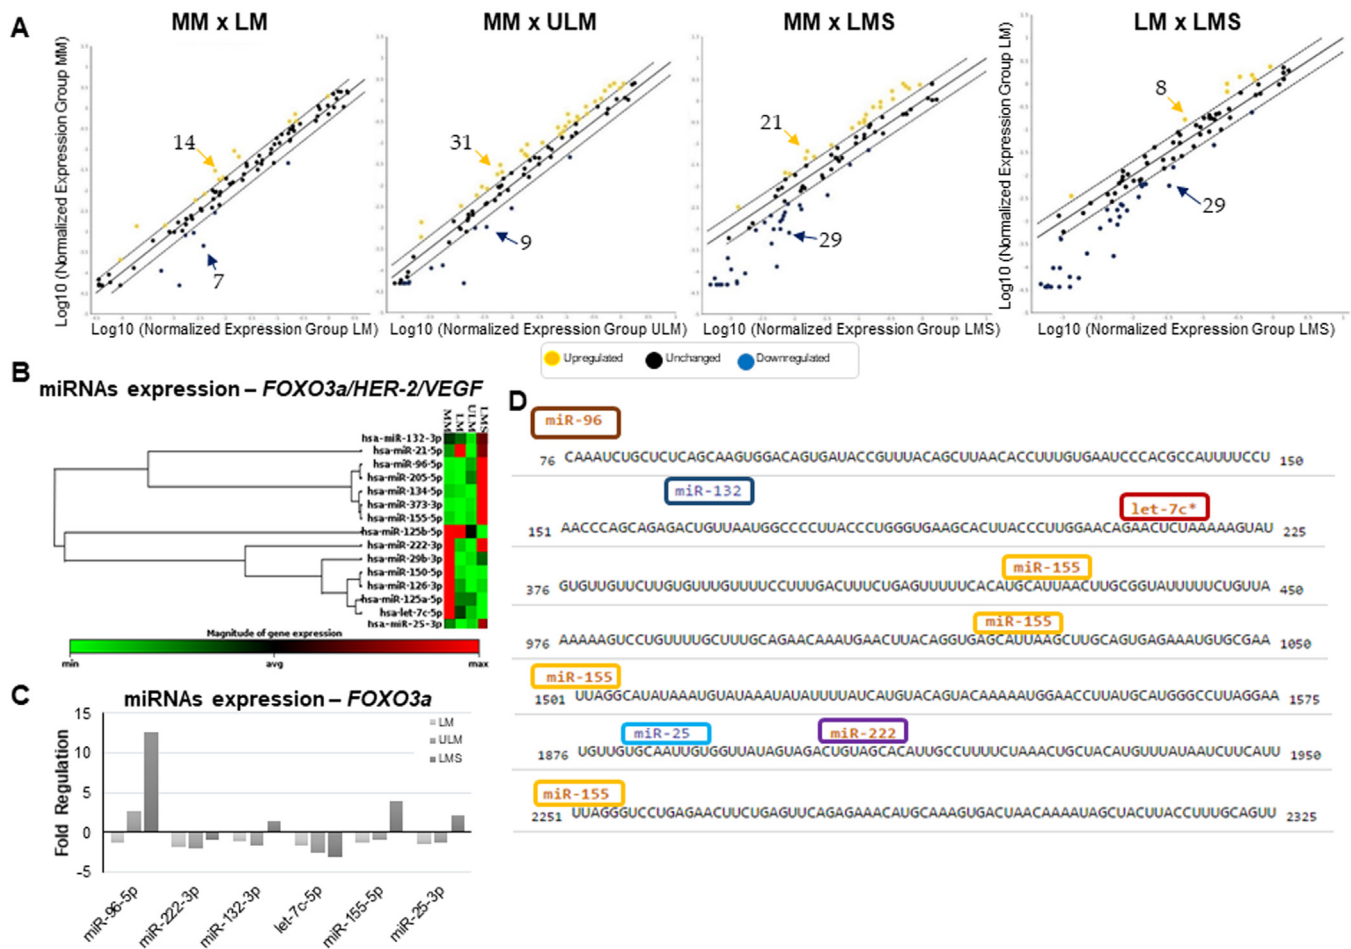 A
MM x LM
MM x ULM
MM x LMS
LM x LMS
Log10 (Normalized Expression Group MM)
14
7
31
9
21
29
Log10 (Normalized Expression Group LM)
8
29
Log10 (Normalized Expression Group LM)
Log10 (Normalized Expression Group ULM)
Log10 (Normalized Expression Group LMS)
Log10 (Normalized Expression Group LMS)
Upregulated
Unchanged
Downregulated
B
miRNAs expression – FOXO3a/HER-2/VEGF
MM
LM
ULM
LMS
hsa-miR-132-3p
hsa-miR-21-5p
hsa-miR-96-5p
hsa-miR-205-5p
hsa-miR-134-5p
hsa-miR-373-3p
hsa-miR-155-5p
hsa-miR-125b-5p
hsa-miR-222-3p
hsa-miR-29b-3p
hsa-miR-150-5p
hsa-miR-126-3p
hsa-miR-125a-5p
hsa-let-7c-5p
hsa-miR-25-3p
Magnitude of gene expression
min avg max
C
miRNAs expression – FOXO3a
Fold Regulation
15
10
5
0
-5
LM
ULM
LMS
miR-96-5p
miR-222-3p
miR-132-3p
let-7c-5p
miR-155-5p
miR-25-3p
D
miR-96
76 CAAAUCUGCUCUCAGCAAGUGGACAGUGAUACCGUUUACAGCUUAACACCUUUGUGAAUCCCACGCCAUUUUCCU 150
miR-132
let-7c*
151 AACCCAGCAGAGACUGUUAAUGGCCCCUUACCCUGGGUGAAGCACUUACCCUUGGAACAGAACUCUAAAAAGUAU 225
miR-155
376 GUGUUGUUCUUGUGUUUGUUUUCCUUUGACUUUCUGAGUUUUUCACAUGCAUUAACUUGCGGUAUUUUUCUGUUA 450
miR-155
976 AAAAAGUCCUGUUUUGCUUUGCAGAACAAAUGAACUUACAGGUGAGCAUUAAGCUUGCAGUGAGAAAUGUGCGAA 1050
miR-155
1501 UUAGGCAUAUAAAUGUAUAAAUAUAUUUUAUCAUGUACAGUACAAAAAUGGAACCUUAUGCAUGGGCCUUAGGAA 1575
miR-25
miR-222
1876 UGUUGUGCAAUUGUGGUUAUAGUAGACUGUAGCACAUUGCCUUUUCUAAACUGCUACAUGUUUAUAAUCUUCAUU 1950
miR-155
2251 UUAGGGUCCUGAGAACUUCUGAGUUCAGAGAAACAUGCAAAGUGACUAACAAAAUAGCUACUUACCUUUGCAGUU 2325